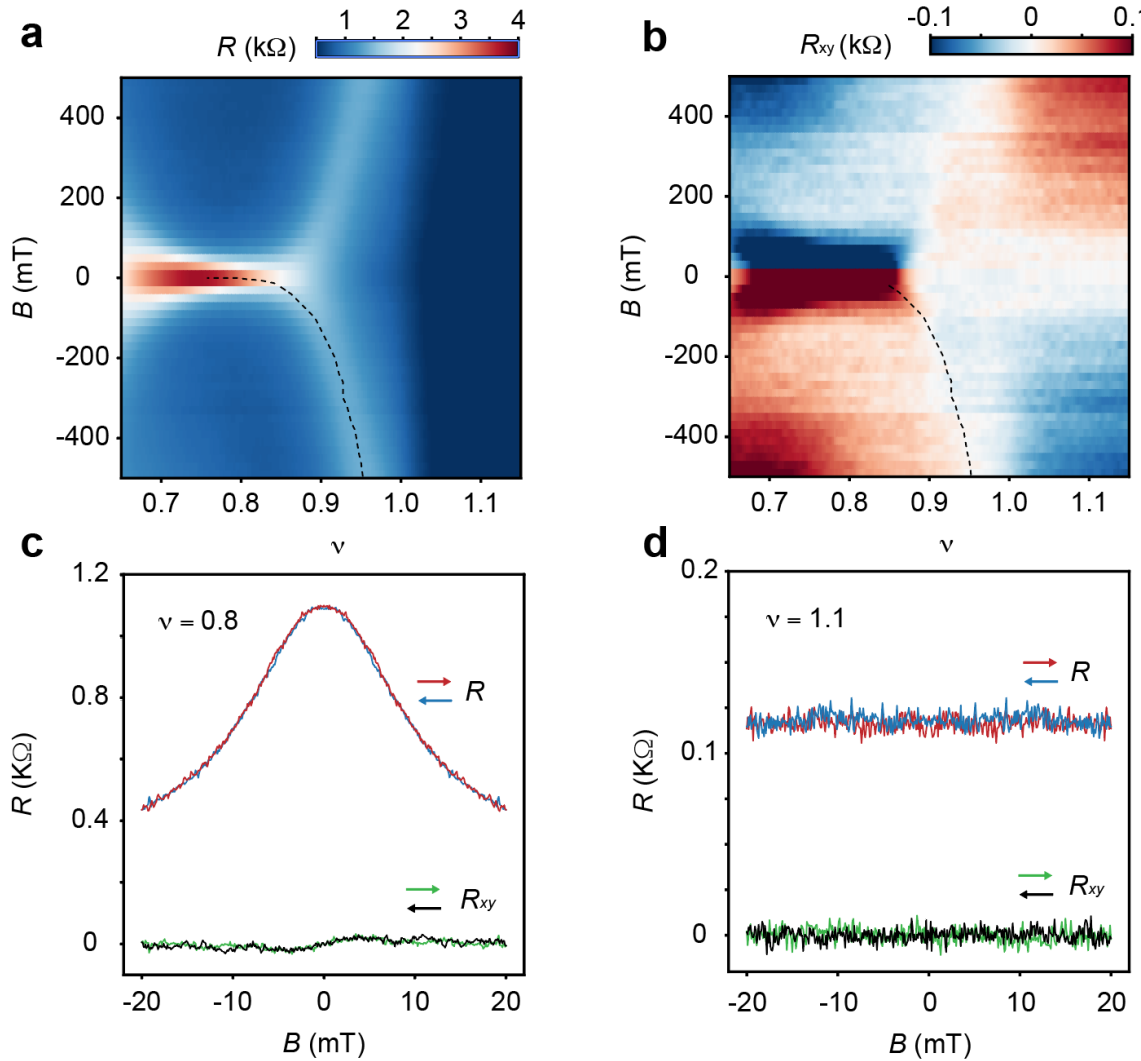 a
R (kΩ)
1 2 3 4
B (mT)
400
200
0
-200
-400
0.7 0.8 0.9 1.0 1.1
ν
b
Rxy (kΩ)
-0.1 0 0.1
B (mT)
400
200
0
-200
-400
0.7 0.8 0.9 1.0 1.1
ν
c
R (KΩ)
1.2
0.8
0.4
0
ν = 0.8
R
Rxy
-20 -10 0 10 20
B (mT)
d
R (KΩ)
0.2
0.1
0
ν = 1.1
R
Rxy
-20 -10 0 10 20
B (mT)